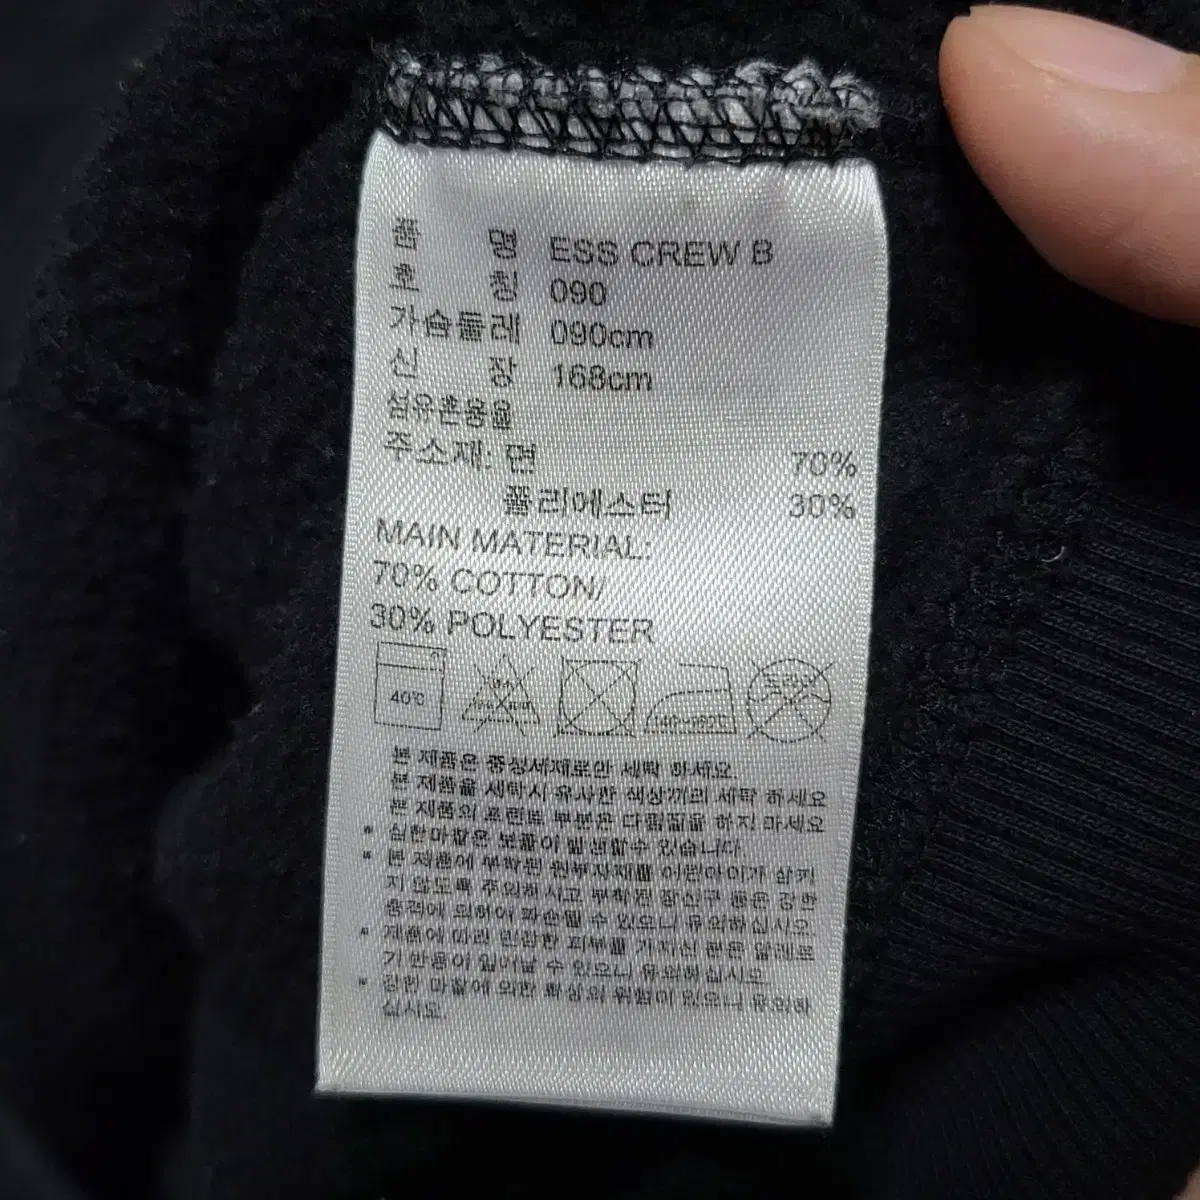 품 명 ESS CREW B
호 칭 090
가슴둘레 090cm
신 장 168cm
섬유혼용율
주소재: 면 70%
폴리에스터 30%
MAIN MATERIAL:
70% COTTON/
30% POLYESTER
40℃ 드라이
본 제품은 중성세제로만 세탁 하세요.
본 제품을 세탁시 유사한 색상끼리 세탁 하세요
본 제품의 프린트 부분은 다림질을 하지 마세요
* 심한마찰은 보풀이 발생할수 있습니다.
* 본 제품에 부착된 원부자재를 어린아이가 삼키
지 않도록 주의하시고 부착된 장신구 등은 강한
충격에 의하여 파손될 수 있으니 유의하십시오.
* 제품에 따라 민감한 피부를 가지신 분은 알레르
기 반응이 일어날 수 있으니 유의하십시오.
* 강한 마찰에 의한 화상의 위험이 있으니 유의하
십시오.